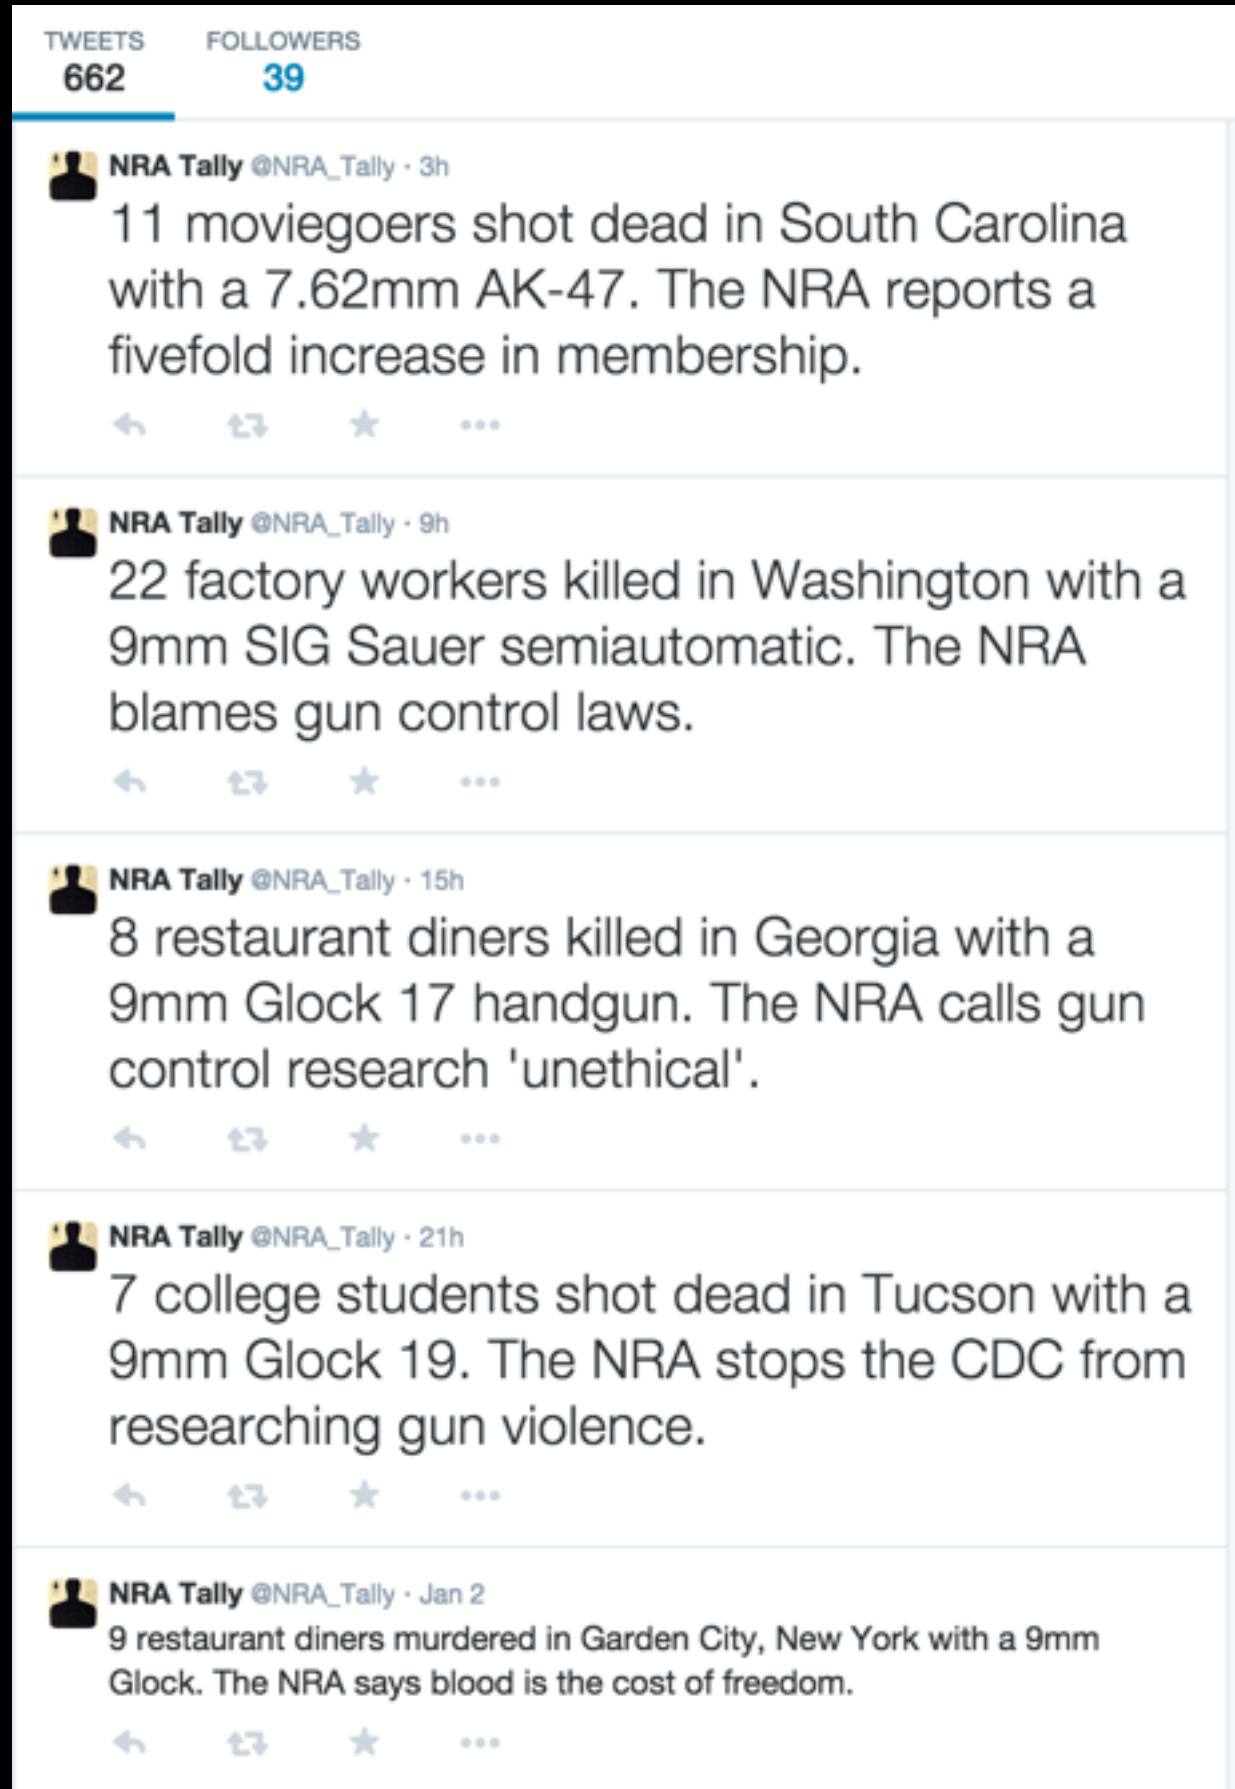 TWEETS FOLLOWERS
662 39
NRA Tally @NRA_Tally · 3h
11 moviegoers shot dead in South Carolina
with a 7.62mm AK-47. The NRA reports a
fivefold increase in membership.
NRA Tally @NRA_Tally · 9h
22 factory workers killed in Washington with a
9mm SIG Sauer semiautomatic. The NRA
blames gun control laws.
NRA Tally @NRA_Tally · 15h
8 restaurant diners killed in Georgia with a
9mm Glock 17 handgun. The NRA calls gun
control research 'unethical'.
NRA Tally @NRA_Tally · 21h
7 college students shot dead in Tucson with a
9mm Glock 19. The NRA stops the CDC from
researching gun violence.
NRA Tally @NRA_Tally · Jan 2
9 restaurant diners murdered in Garden City, New York with a 9mm
Glock. The NRA says blood is the cost of freedom.